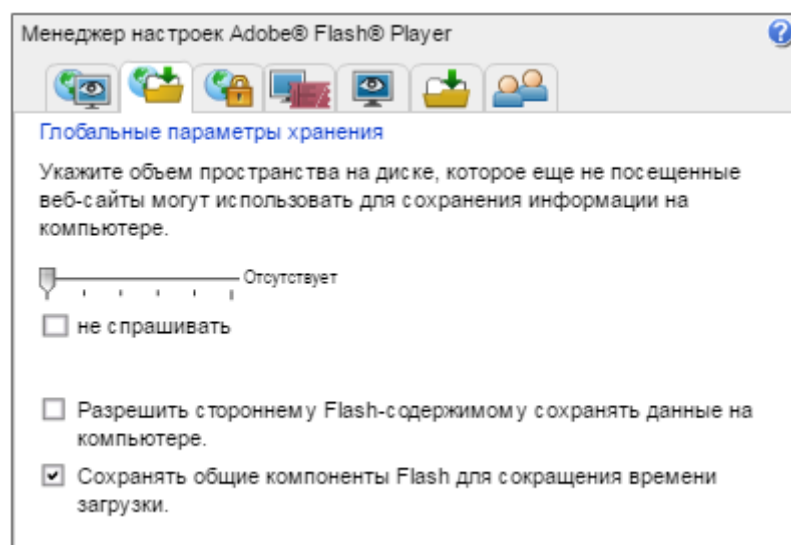 Менеджер настроек Adobe® Flash® Player
?
Глобальные параметры хранения
Укажите объем пространства на диске, которое еще не посещенные
веб-сайты могут использовать для сохранения информации на
компьютере.
Отсутствует
не спрашивать
Разрешить стороннему Flash-содержимому сохранять данные на
компьютере.
Сохранять общие компоненты Flash для сокращения времени
загрузки.